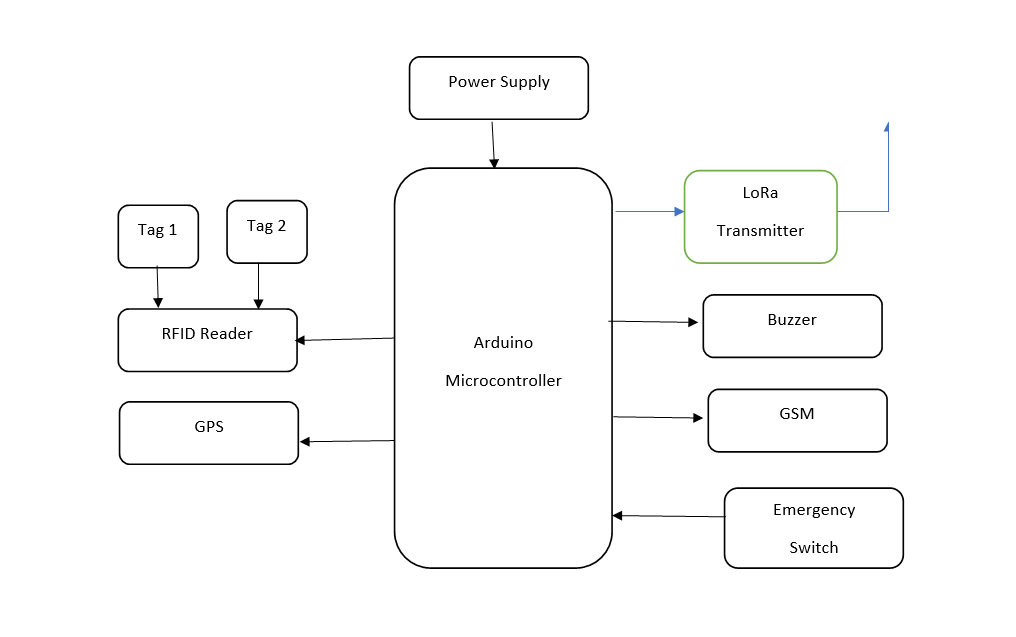 Power Supply
LoRa
Transmitter
Tag 1
Tag 2
RFID Reader
Buzzer
Arduino
Microcontroller
GPS
GSM
Emergency
Switch